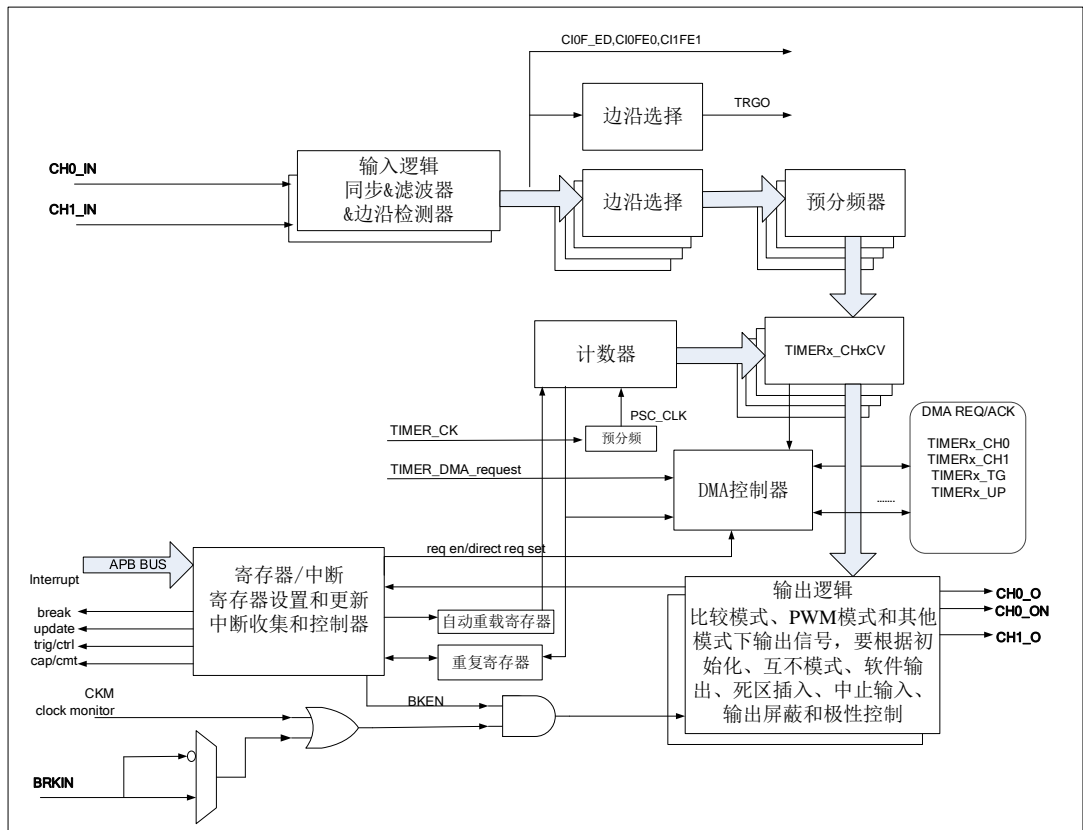 CI0F_ED,CI0FE0,CI1FE1
边沿选择
TRGO
CH0_IN
CH1_IN
输入逻辑
同步&滤波器
&边沿检测器
边沿选择
预分频器
计数器
TIMERx_CHxCV
PSC_CLK
TIMER_CK
预分频
TIMER_DMA_request
DMA控制器
DMA REQ/ACK
TIMERx_CH0
TIMERx_CH1
TIMERx_TG
TIMERx_UP
.......
req en/direct req set
APB BUS
Interrupt
break
update
trig/ctrl
cap/cmt
寄存器/中断
寄存器设置和更新
中断收集和控制器
自动重载寄存器
重复寄存器
输出逻辑
比较模式、PWM模式和其他
模式下输出信号，要根据初
始化、互不模式、软件输
出、死区插入、中止输入、
输出屏蔽和极性控制
CH0_O
CH0_ON
CH1_O
CKM
clock monitor
BKEN
BRKIN